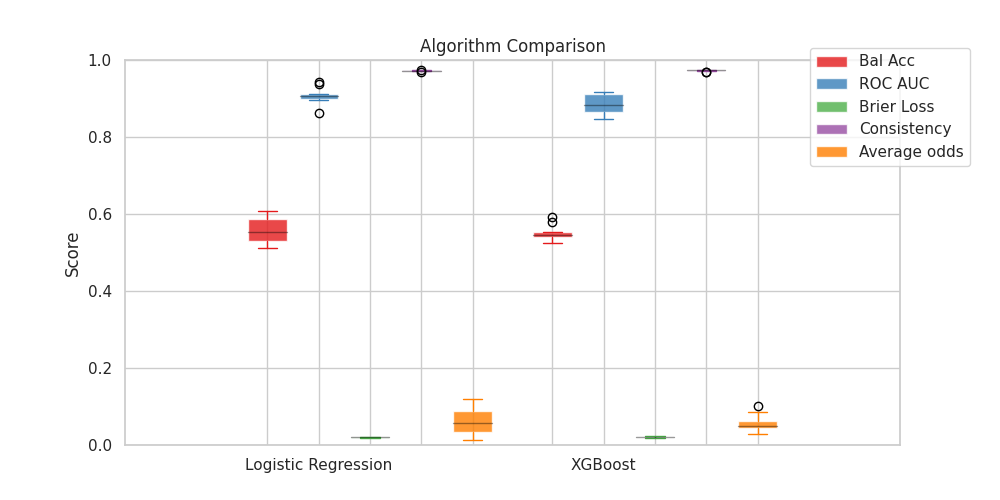 Algorithm Comparison
1.0
0.8
0.6
0.4
0.2
0.0
Score
Logistic Regression
XGBoost
Bal Acc
ROC AUC
Brier Loss
Consistency
Average odds